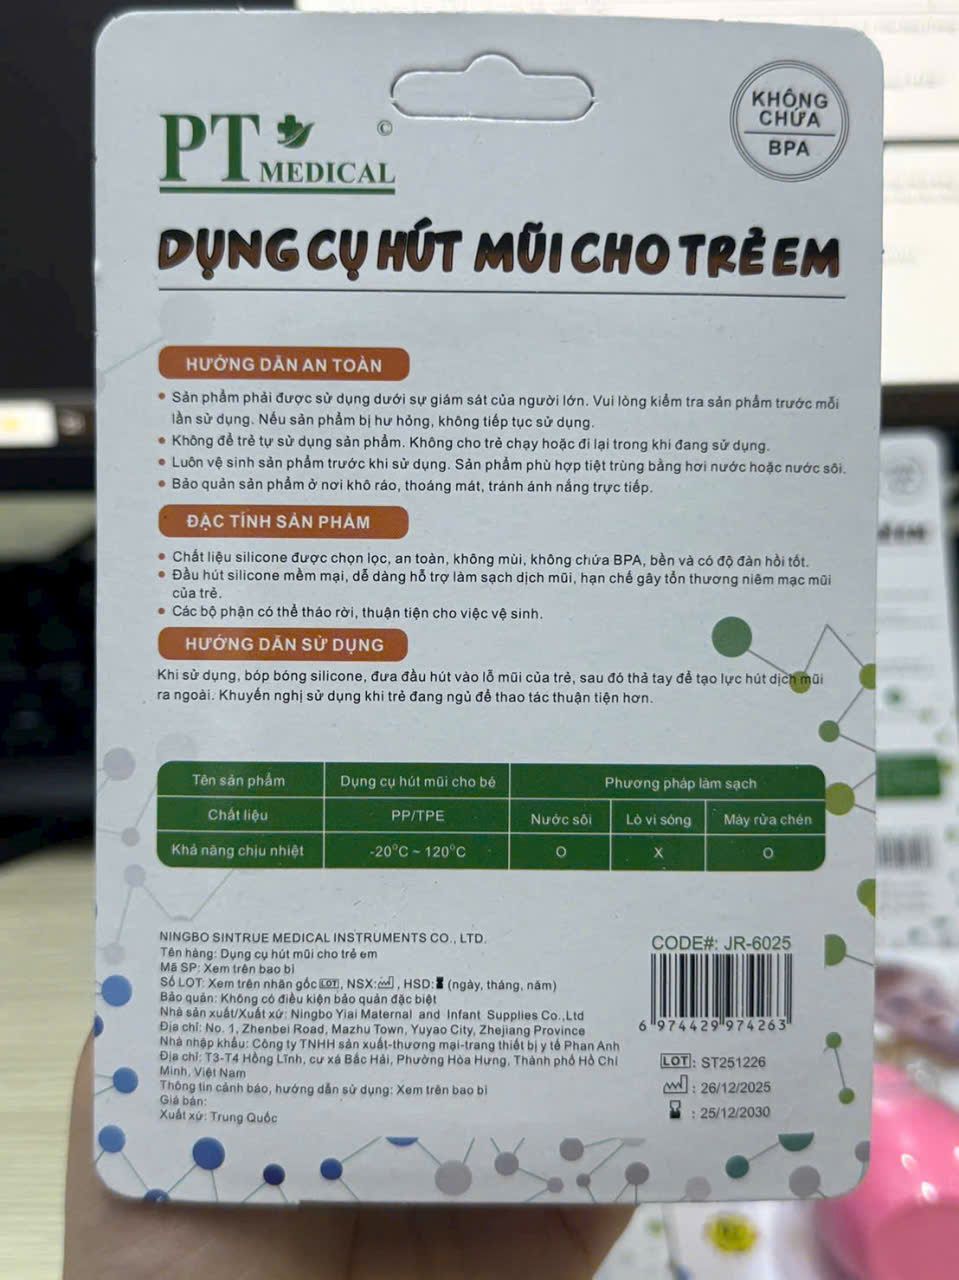 PT MEDICAL ©
KHÔNG
CHỨA
BPA
DỤNG CỤ HÚT MŨI CHO TRẺ EM
HƯỚNG DẪN AN TOÀN
• Sản phẩm phải được sử dụng dưới sự giám sát của người lớn. Vui lòng kiểm tra sản phẩm trước mỗi
lần sử dụng. Nếu sản phẩm bị hư hỏng, không tiếp tục sử dụng.
• Không để trẻ tự sử dụng sản phẩm. Không cho trẻ chạy hoặc đi lại trong khi đang sử dụng.
• Luôn vệ sinh sản phẩm trước khi sử dụng. Sản phẩm phù hợp tiệt trùng bằng hơi nước hoặc nước sôi.
• Bảo quản sản phẩm ở nơi khô ráo, thoáng mát, tránh ánh nắng trực tiếp.
ĐẶC TÍNH SẢN PHẨM
• Chất liệu silicone được chọn lọc, an toàn, không mùi, không chứa BPA, bền và có độ đàn hồi tốt.
• Đầu hút silicone mềm mại, dễ dàng hỗ trợ làm sạch dịch mũi, hạn chế gây tổn thương niêm mạc mũi
của trẻ.
• Các bộ phận có thể tháo rời, thuận tiện cho việc vệ sinh.
HƯỚNG DẪN SỬ DỤNG
Khi sử dụng, bóp bóng silicone, đưa đầu hút vào lỗ mũi của trẻ, sau đó thả tay để tạo lực hút dịch mũi
ra ngoài. Khuyến nghị sử dụng khi trẻ đang ngủ để thao tác thuận tiện hơn.
Tên sản phẩm Dụng cụ hút mũi cho bé Phương pháp làm sạch
Chất liệu PP/TPE Nước sôi Lò vi sóng Máy rửa chén
Khả năng chịu nhiệt -20°C ~ 120°C O X O
NINGBO SINTRUE MEDICAL INSTRUMENTS CO., LTD.
Tên hàng: Dụng cụ hút mũi cho trẻ em
Mã SP: Xem trên bao bì
Số LOT: Xem trên nhãn gốc LOT, NSX: , HSD: (ngày, tháng, năm)
Bảo quản: Không có điều kiện bảo quản đặc biệt
Nhà sản xuất/Xuất xứ: Ningbo Yiai Maternal and Infant Supplies Co.,Ltd
Địa chỉ: No. 1, Zhenbei Road, Mazhu Town, Yuyao City, Zhejiang Province
Nhà nhập khẩu: Công ty TNHH sản xuất-thương mại-trang thiết bị y tế Phan Anh
Địa chỉ: T3-T4 Hồng Lĩnh, cư xá Bắc Hải, Phường Hòa Hưng, Thành phố Hồ Chí
Minh, Việt Nam
Thông tin cảnh báo, hướng dẫn sử dụng: Xem trên bao bì
Giá bán:
Xuất xứ: Trung Quốc
CODE#: JR-6025
6 974429 974263
LOT: ST251226
: 26/12/2025
: 25/12/2030